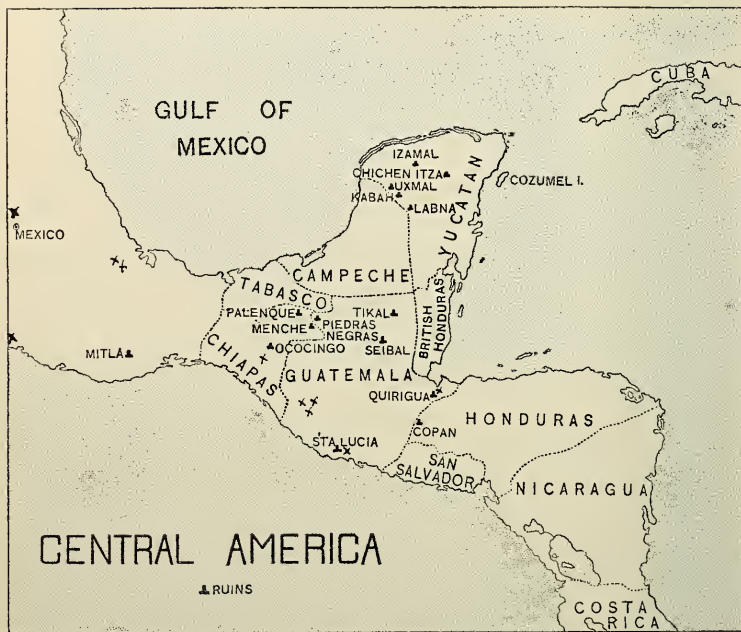 GULF OF
MEXICO
CUBA
IZAMAL
CHICHEN ITZA
UXMAL
KABAH
LABNA
YUCATAN
COZUMEL I.
MEXICO
CAMPECHE
TABASCO
BRITISH
HONDURAS
PALENQUE
TIKAL
MENCHE
PIEDRAS
NEGRAS
SEIBAL
MITLA
OCOCINGO
CHIAPAS
GUATEMALA
QUIRIGUA
HONDURAS
COPAN
STA LUCIA
SAN
SALVADOR
NICARAGUA
CENTRAL AMERICA
RUINS
COSTA
RICA